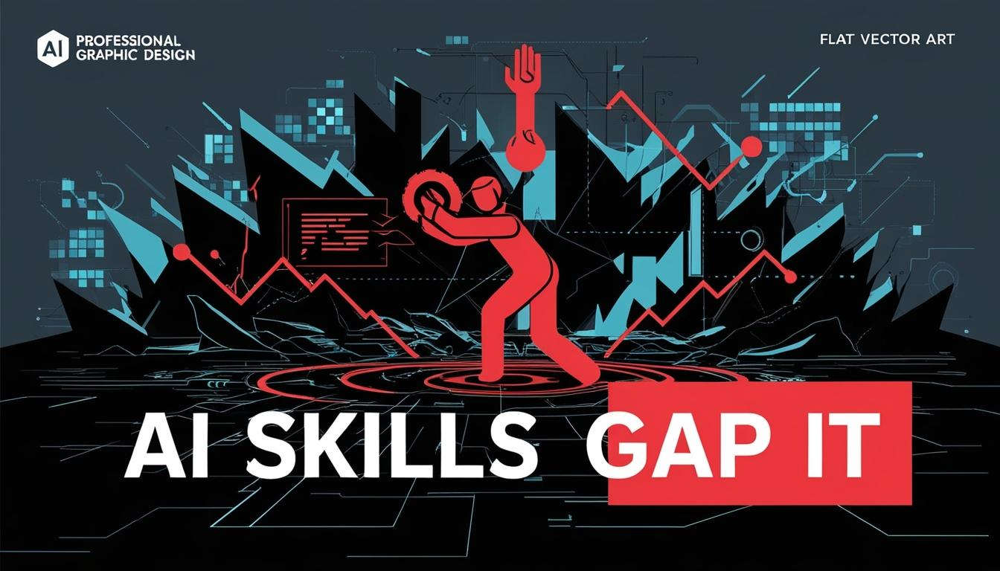 AI
PROFESSIONAL
GRAPHIC DESIGN
FLAT VECTOR ART
AI SKILLS GAP IT